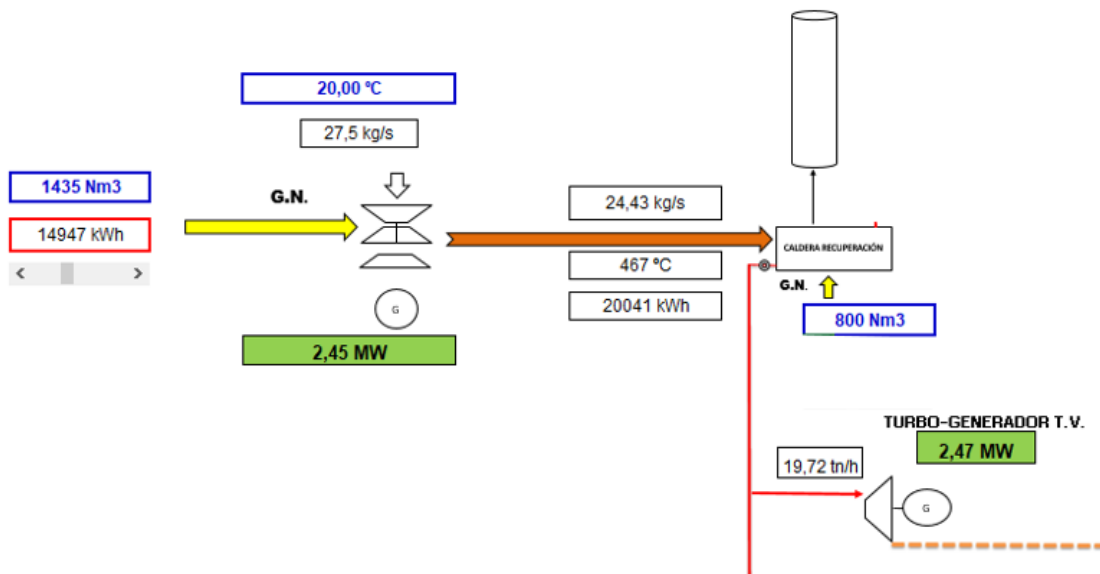 20,00 ºC
27,5 kg/s
1435 Nm3
G.N.
14947 kWh
24,43 kg/s
CALDERA RECUPERACIÓN
467 ºC
G.N.
20041 kWh
800 Nm3
G
2,45 MW
TURBO-GENERADOR T.V.
2,47 MW
19,72 tn/h
G